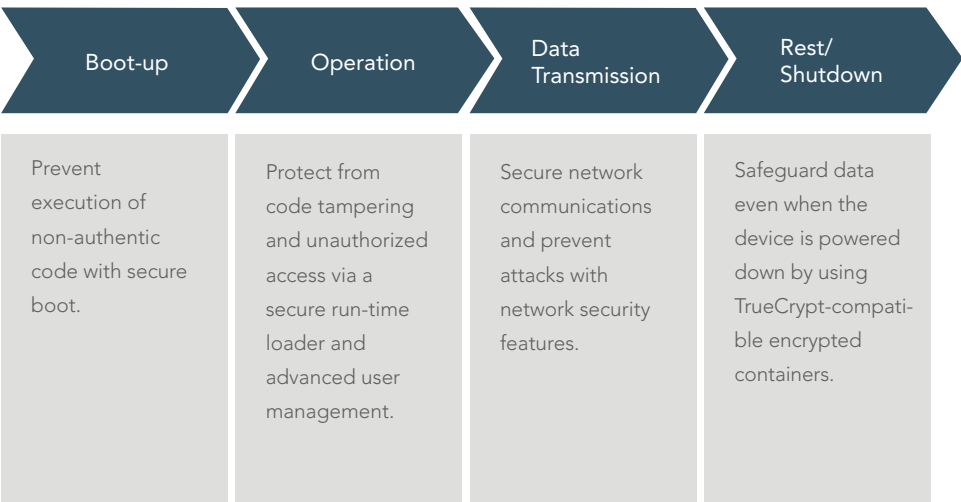 Boot-up
Operation
Data
Transmission
Rest/
Shutdown
Prevent
execution of
non-authentic
code with secure
boot.
Protect from
code tampering
and unauthorized
access via a
secure run-time
loader and
advanced user
management.
Secure network
communications
and prevent
attacks with
network security
features.
Safeguard data
even when the
device is powered
down by using
TrueCrypt-compati-
ble encrypted
containers.